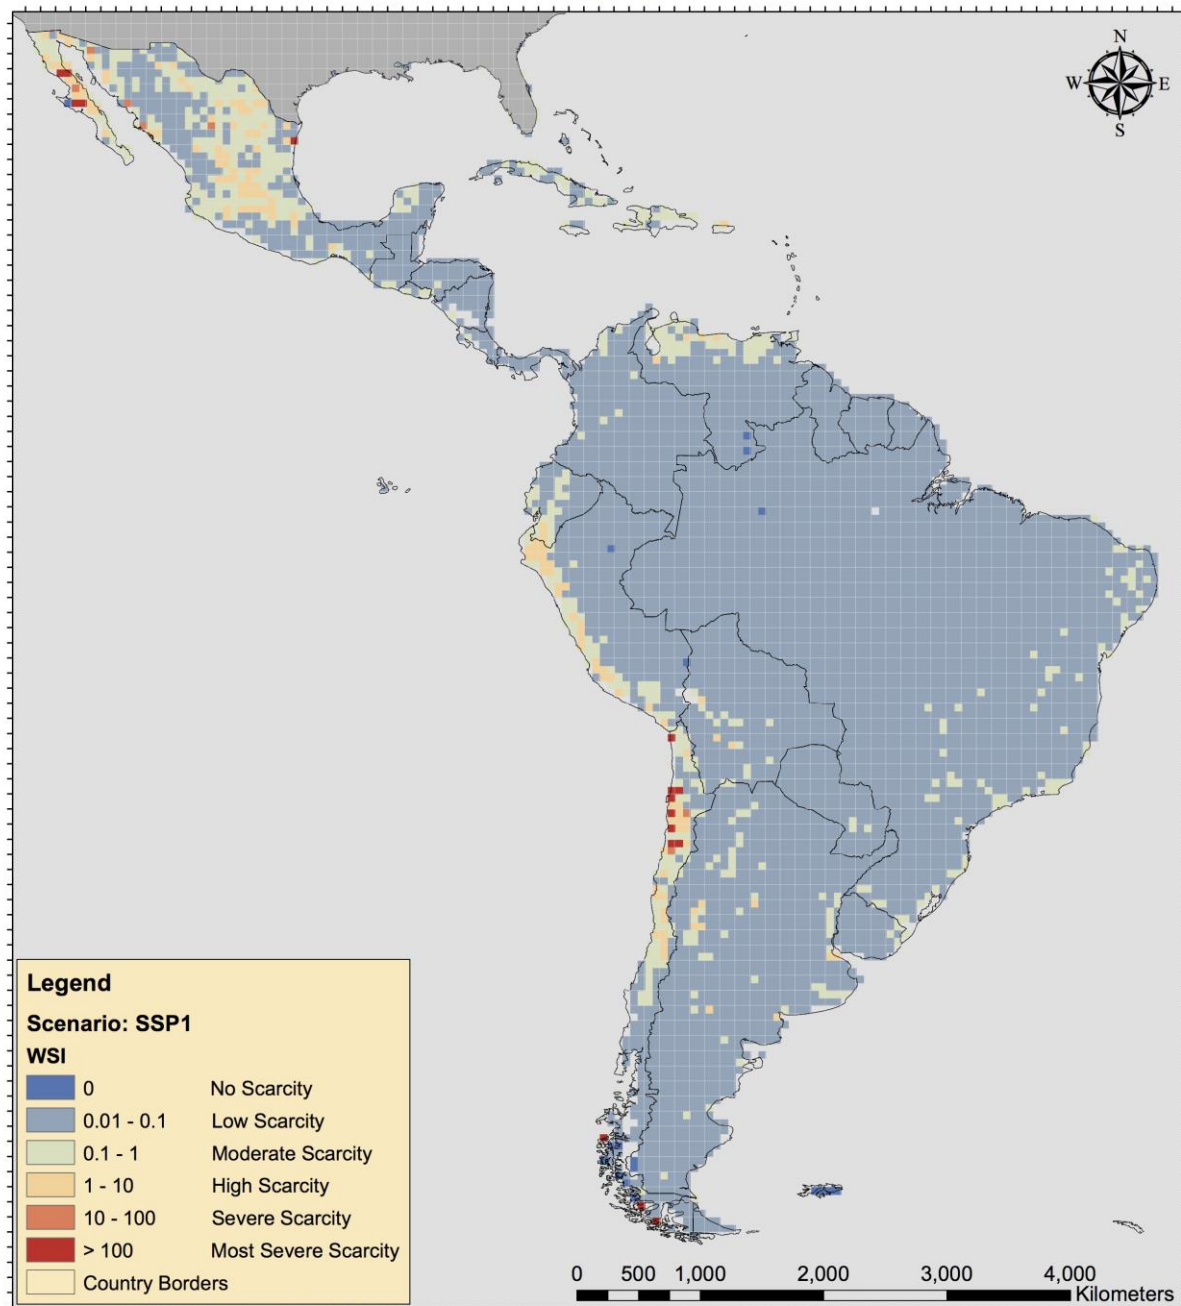 N
W E
S
Legend
Scenario: SSP1
WSI
0 No Scarcity
0.01 - 0.1 Low Scarcity
0.1 - 1 Moderate Scarcity
1 - 10 High Scarcity
10 - 100 Severe Scarcity
> 100 Most Severe Scarcity
Country Borders
0 500 1,000 2,000 3,000 4,000
Kilometers